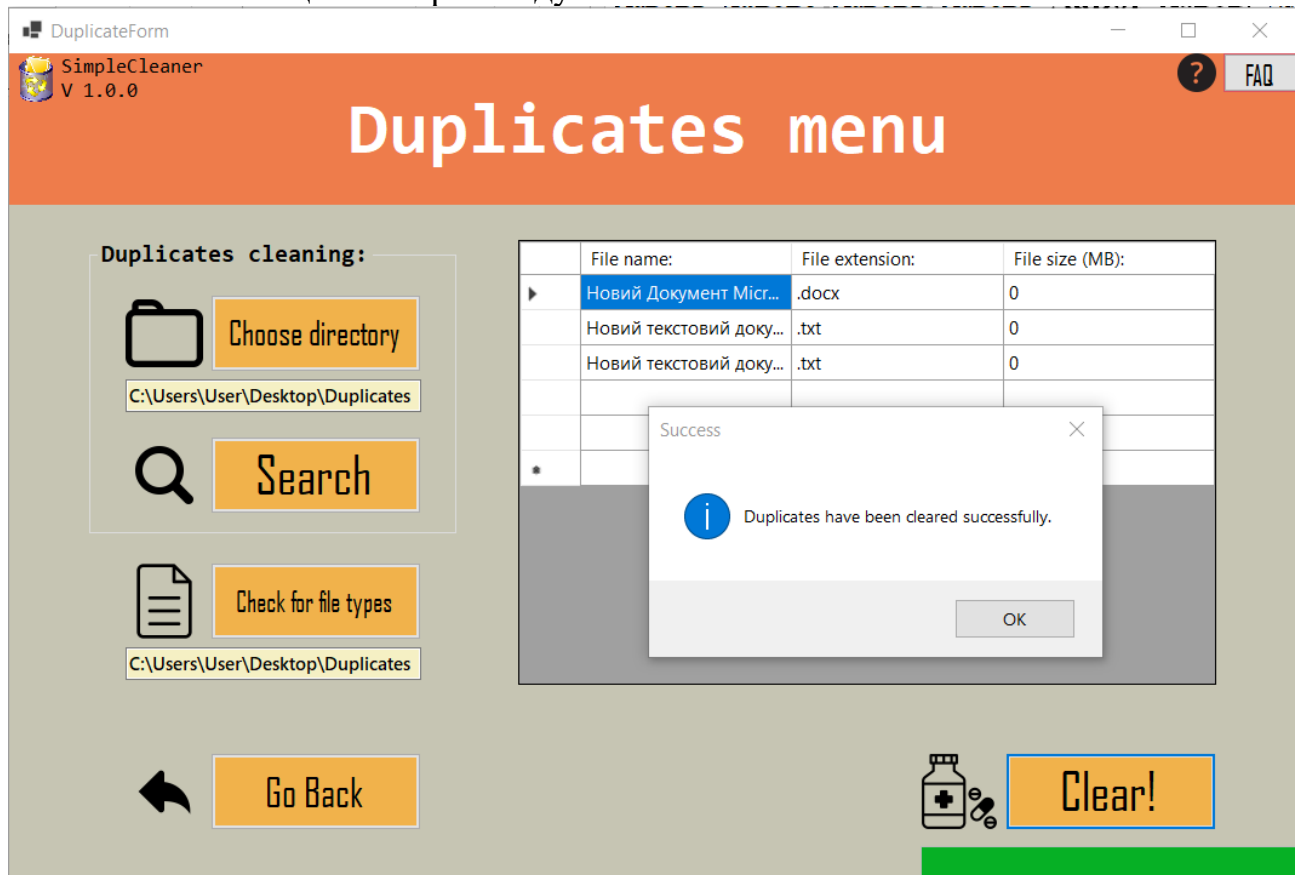 DuplicateForm
SimpleCleaner
V 1.0.0
?
FAQ
Duplicates menu
Duplicates cleaning:
Choose directory
C:\Users\User\Desktop\Duplicates
Search
Check for file types
C:\Users\User\Desktop\Duplicates
Go Back
File name: File extension: File size (MB):
Новий Документ Micr... .docx 0
Новий текстовий доку... .txt 0
Новий текстовий доку... .txt 0
Success
Duplicates have been cleared successfully.
OK
Clear!